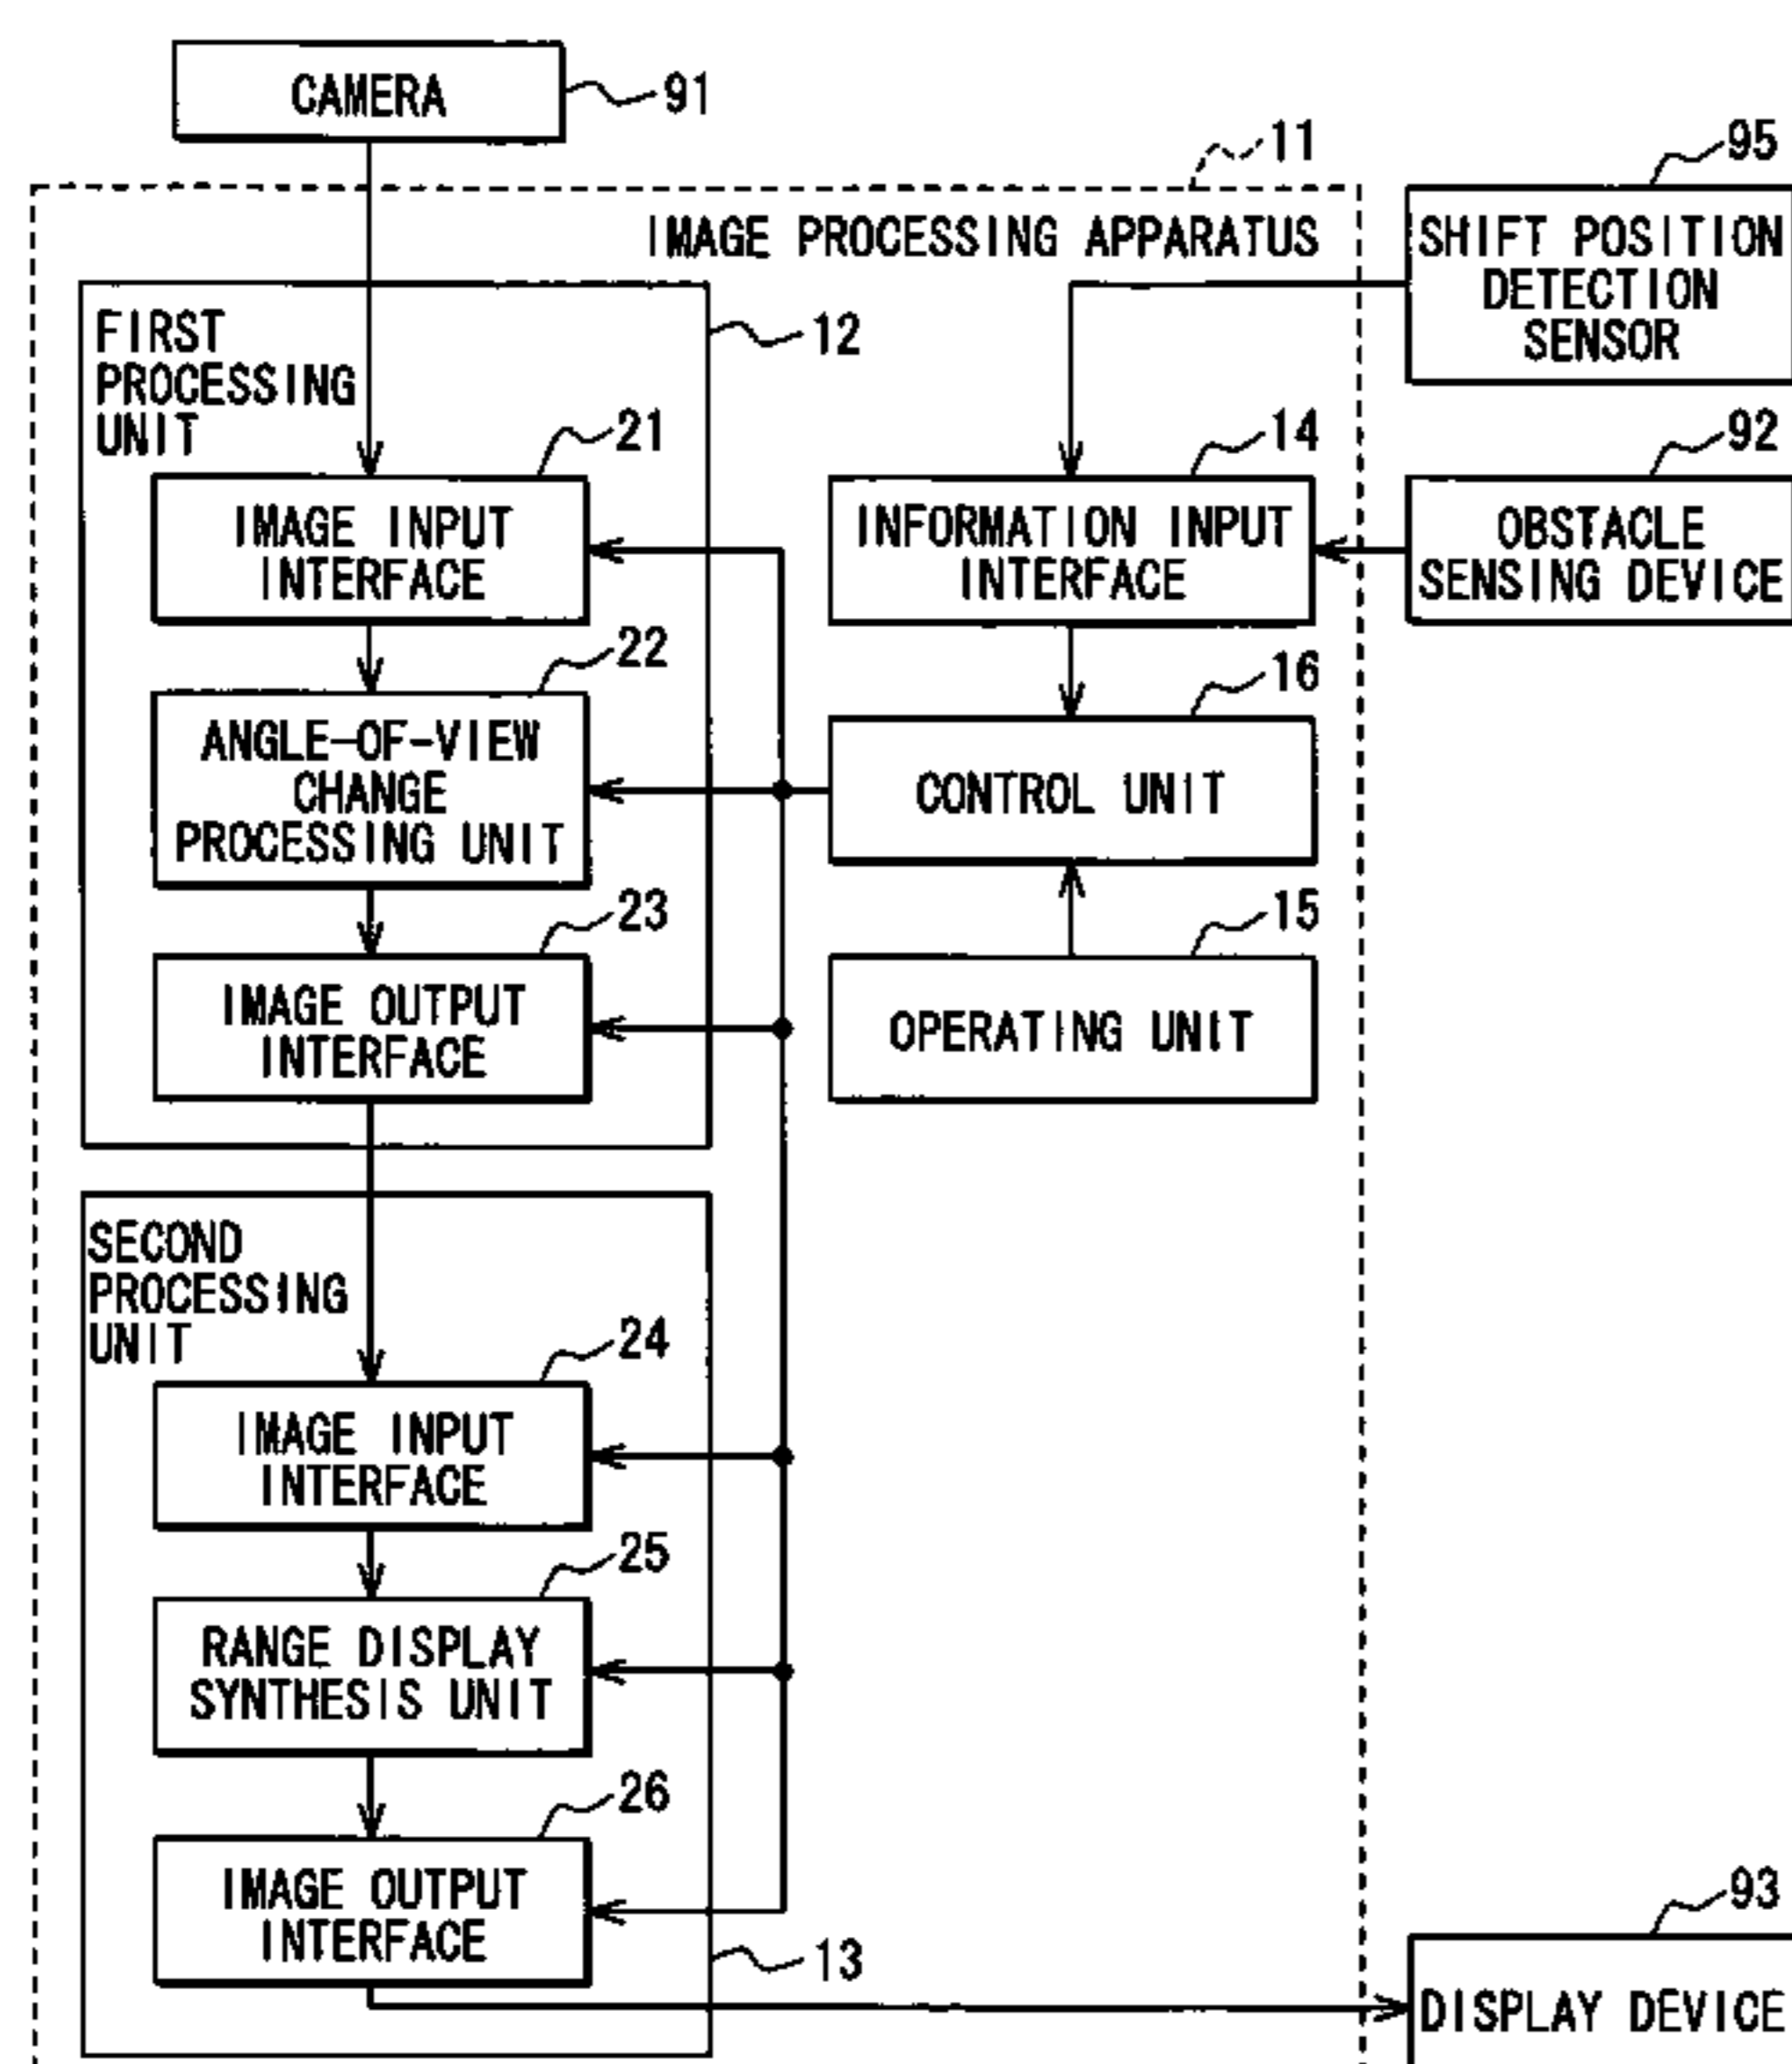 CAMERA
91
11
95
IMAGE PROCESSING APPARATUS
SHIFT POSITION
DETECTION
SENSOR
FIRST
PROCESSING
UNIT
12
21
14
92
IMAGE INPUT
INTERFACE
INFORMATION INPUT
INTERFACE
OBSTACLE
SENSING DEVICE
22
16
ANGLE-OF-VIEW
CHANGE
PROCESSING UNIT
CONTROL UNIT
23
15
IMAGE OUTPUT
INTERFACE
OPERATING UNIT
SECOND
PROCESSING
UNIT
24
IMAGE INPUT
INTERFACE
25
RANGE DISPLAY
SYNTHESIS UNIT
26
IMAGE OUTPUT
INTERFACE
93
13
DISPLAY DEVICE